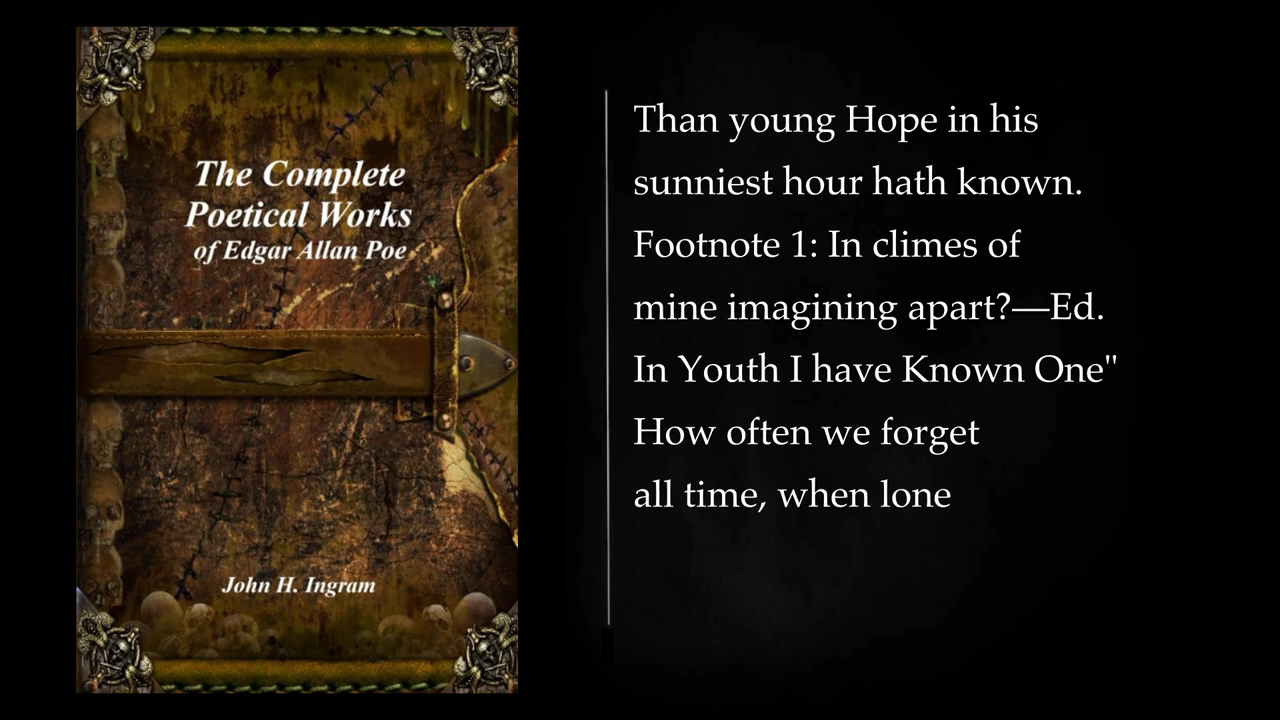 The Complete
Poetical Works
of Edgar Allan Poe
John H. Ingram
Than young Hope in his
sunniest hour hath known.
Footnote 1: In climes of
mine imagining apart?—Ed.
In Youth I have Known One"
How often we forget
all time, when lone